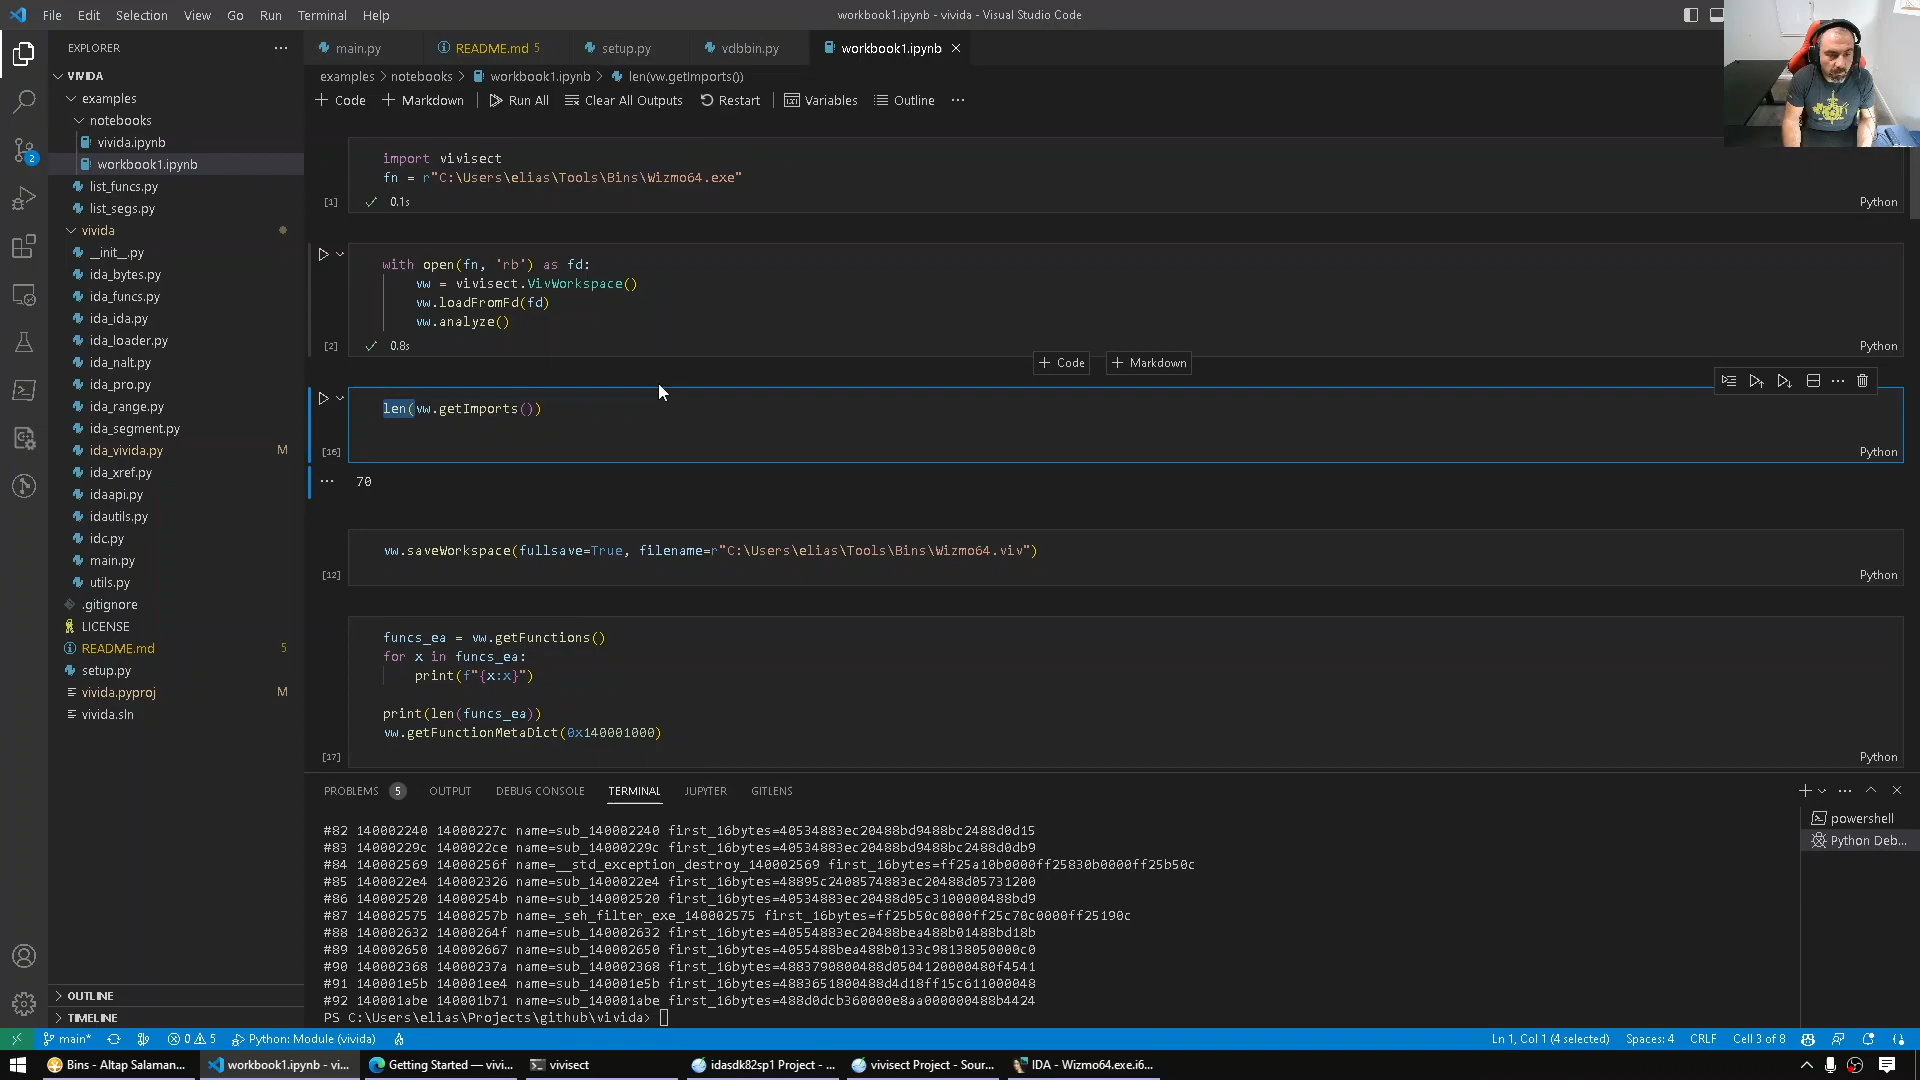 File Edit Selection View Go Run Terminal Help
workbook1.ipynb - vivida - Visual Studio Code
EXPLORER
VIVIDA
examples
notebooks
vivida.ipynb
workbook1.ipynb
list_funcs.py
list_segs.py
vivida
__init__.py
ida_bytes.py
ida_funcs.py
ida_ida.py
ida_loader.py
ida_nalt.py
ida_pro.py
ida_range.py
ida_segment.py
ida_vivida.py M
ida_xref.py
idaapi.py
idautils.py
idc.py
main.py
utils.py
.gitignore
LICENSE
README.md 5
setup.py
vivida.pyproj M
vivida.sln
OUTLINE
TIMELINE
2
main.py README.md 5 setup.py vdbbin.py workbook1.ipynb
examples > notebooks > workbook1.ipynb > len(vw.getImports())
+ Code + Markdown Run All Clear All Outputs Restart Variables Outline ...
import vivisect
fn = r"C:\Users\elias\Tools\Bins\Wizmo64.exe"
[1] 0.1s Python
with open(fn, 'rb') as fd:
vw = vivisect.VivWorkspace()
vw.loadFromFd(fd)
vw.analyze()
[2] 0.8s Python
+ Code + Markdown
len(vw.getImports())
[16] Python
... 70
vw.saveWorkspace(fullsave=True, filename=r"C:\Users\elias\Tools\Bins\Wizmo64.viv")
[12] Python
funcs_ea = vw.getFunctions()
for x in funcs_ea:
print(f"{x:x}")
print(len(funcs_ea))
vw.getFunctionMetaDict(0x140001000)
[17] Python
PROBLEMS 5 OUTPUT DEBUG CONSOLE TERMINAL JUPYTER GITLENS
#82 140002240 14000227c name=sub_140002240 first_16bytes=40534883ec20488bd9488bc2488d0d15
#83 14000229c 1400022ce name=sub_14000229c first_16bytes=40534883ec20488bd9488bc2488d0db9
#84 140002569 14000256f name=__std_exception_destroy_140002569 first_16bytes=ff25a10b0000ff25830b0000ff25b50c
#85 1400022e4 140002326 name=sub_1400022e4 first_16bytes=48895c2408574883ec20488d05731200
#86 140002520 14000254b name=sub_140002520 first_16bytes=40534883ec20488d05c3100000488bd9
#87 140002575 14000257b name=_seh_filter_exe_140002575 first_16bytes=ff25b50c0000ff25c70c0000ff25190c
#88 140002632 14000264f name=sub_140002632 first_16bytes=40554883ec20488bea488b01488bd18b
#89 140002650 140002667 name=sub_140002650 first_16bytes=4055488bea488b0133c98138050000c0
#90 140002368 14000237a name=sub_140002368 first_16bytes=4883790800488d0504120000480f4541
#91 140001e5b 140001ee4 name=sub_140001e5b first_16bytes=4883651800488d4d18ff15c611000048
#92 140001abe 140001b71 name=sub_140001abe first_16bytes=488d0dcb360000e8aa000000488b4424
PS C:\Users\elias\Projects\github\vivida>
powershell
Python Deb...
main* 0 5 Python: Module (vivida) Ln 1, Col 1 (4 selected) Spaces: 4 CRLF Cell 3 of 8
Bins - Altap Salaman... workbook1.ipynb - vi... Getting Started — vivi... vivisect idasdk82sp1 Project - ... vivisect Project - Sour... IDA - Wizmo64.exe.i6...